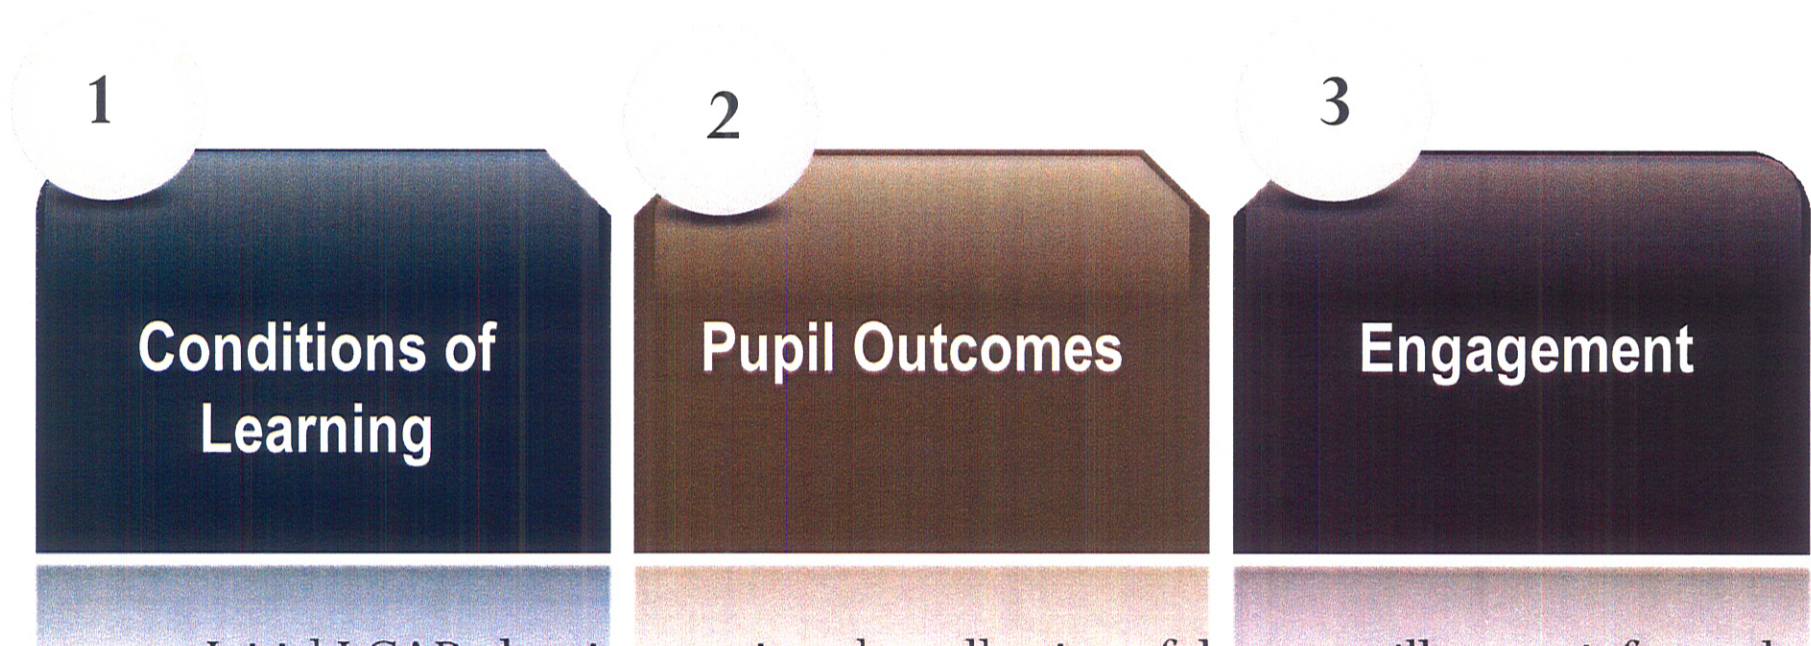 1
Conditions of
Learning
2
Pupil Outcomes
3
Engagement